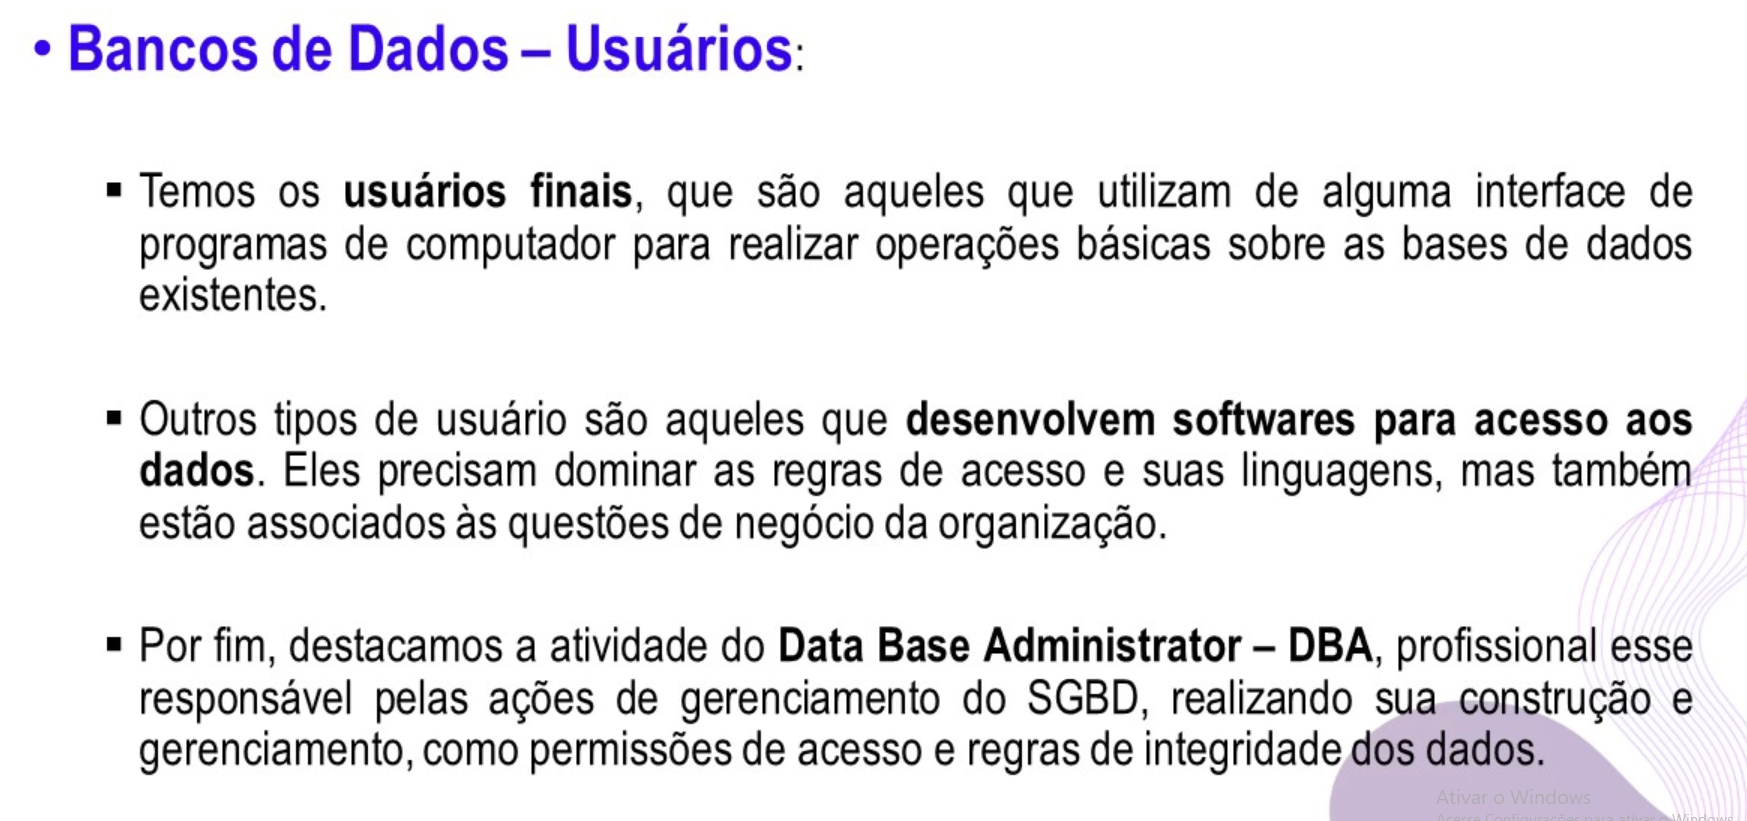 • Bancos de Dados – Usuários:
▪ Temos os usuários finais, que são aqueles que utilizam de alguma interface de
programas de computador para realizar operações básicas sobre as bases de dados
existentes.
▪ Outros tipos de usuário são aqueles que desenvolvem softwares para acesso aos
dados. Eles precisam dominar as regras de acesso e suas linguagens, mas também
estão associados às questões de negócio da organização.
▪ Por fim, destacamos a atividade do Data Base Administrator – DBA, profissional esse
responsável pelas ações de gerenciamento do SGBD, realizando sua construção e
gerenciamento, como permissões de acesso e regras de integridade dos dados.
Ativar o Windows
Acesse Configurações para ativar o Windows.